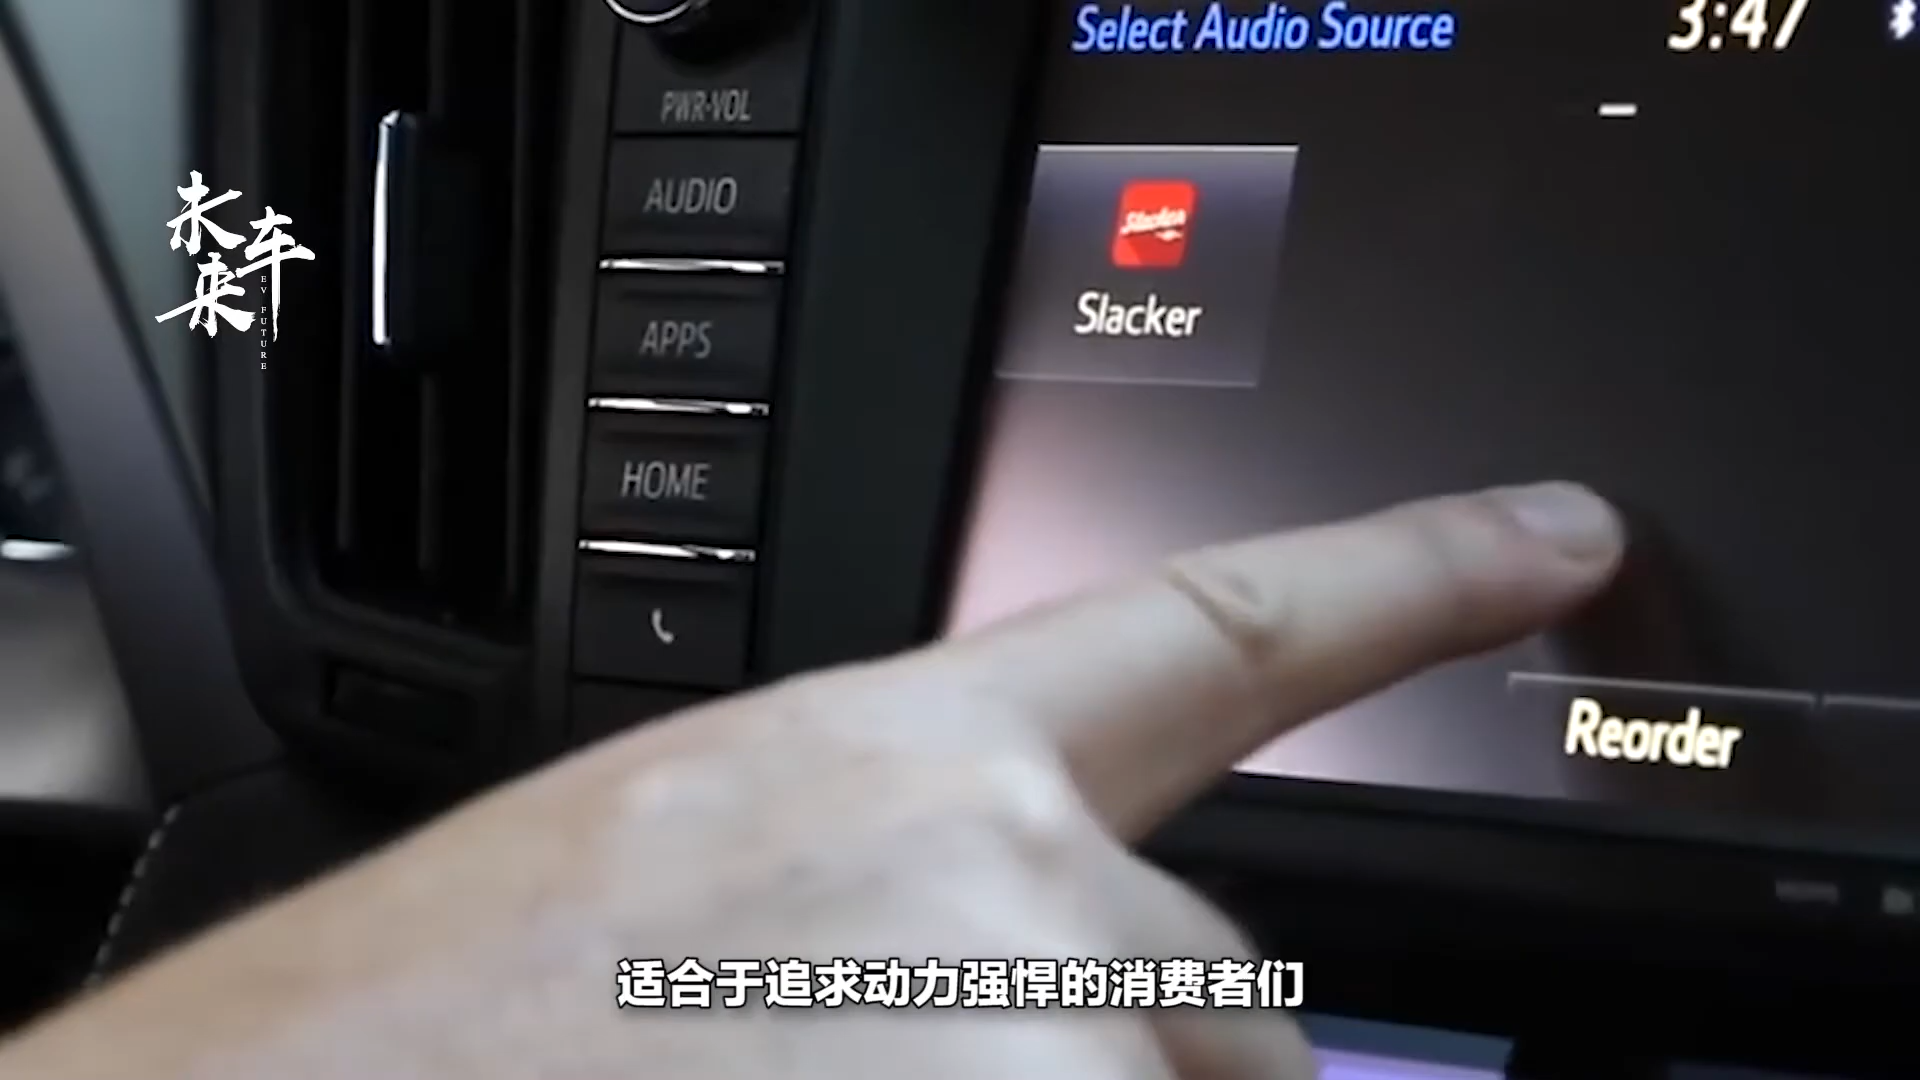 Select Audio Source
3:47
PWR·VOL
AUDIO
APPS
HOME
未来车
EV FUTURE
Slacker
Slacker
Reorder
适合于追求动力强悍的消费者们